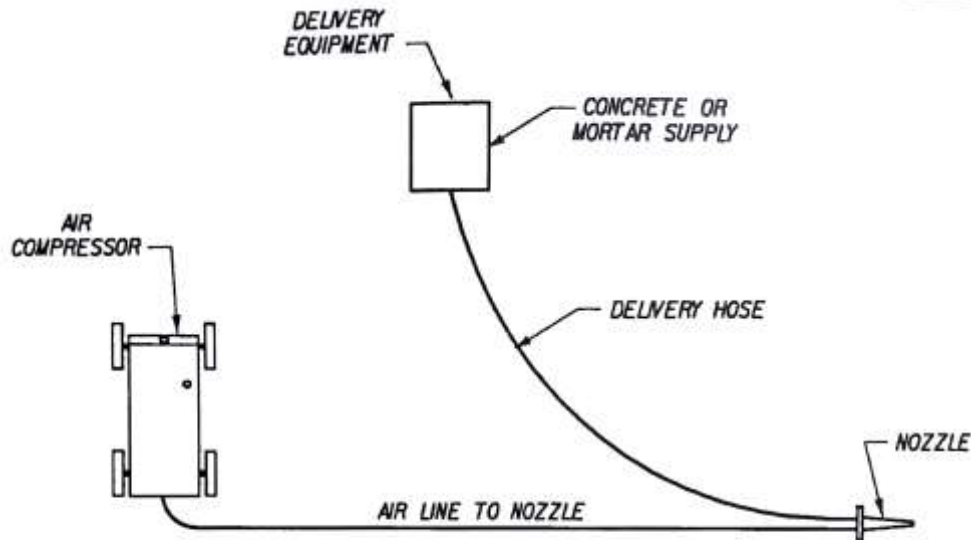 DELIVERY
EQUIPMENT
CONCRETE OR
MORTAR SUPPLY
AIR
COMPRESSOR
DELIVERY HOSE
NOZZLE
AIR LINE TO NOZZLE